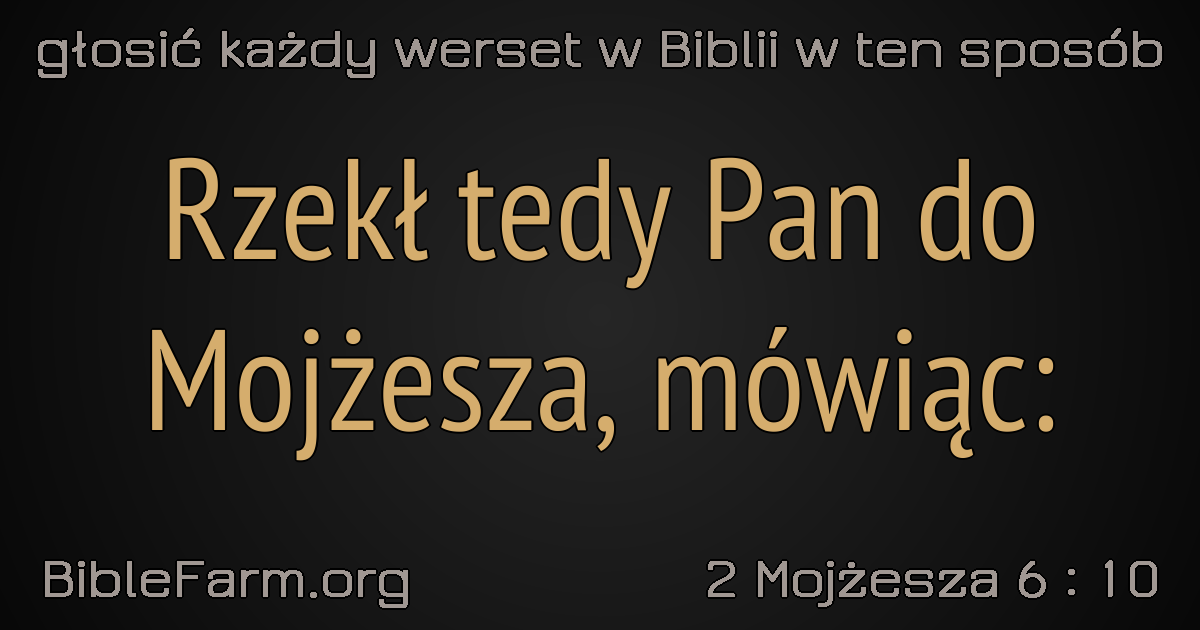 głosić każdy werset w Biblii w ten sposób
Rzekł tedy Pan do
Mojżesza, mówiąc:
BibleFarm.org
2 Mojżesza 6 : 10